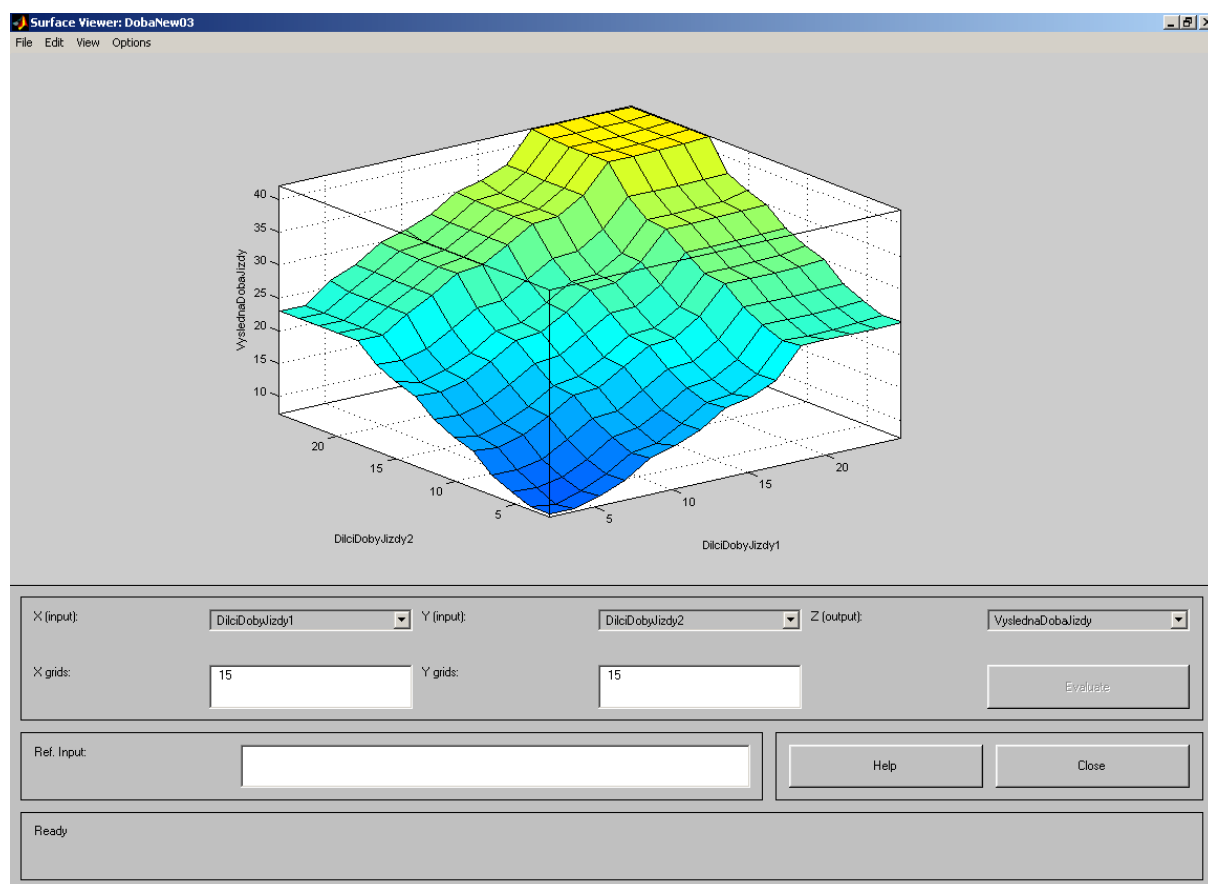 Surface Viewer: DobaNew03
File Edit View Options
40
35
30
25
20
15
10
VyslednaDobaJizdy
20
15
10
5
DilciDobyJizdy2
5
10
15
20
DilciDobyJizdy1
X (input): DilciDobyJizdy1 Y (input): DilciDobyJizdy2 Z (output): VyslednaDobaJizdy
X grids: 15 Y grids: 15 Evaluate
Ref. Input: Help Close
Ready